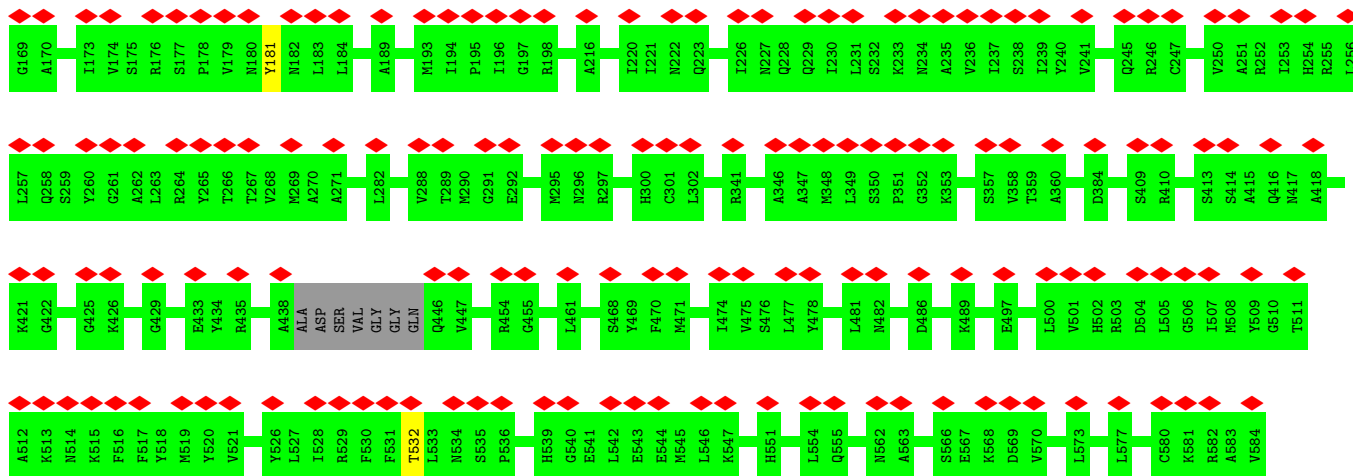 G169 A170 I173 V174 S175 R176 S177 P178 V179 N180 Y181 N182 L183 L184 A189 M193 I194 P195 I196 G197 R198 A216 I220 I221 N222 Q223 I226 N227 Q228 Q229 I230 L231 S232 K233 N234 A235 V236 I237 S238 I239 Y240 V241 Q245 R246 C247 V250 A251 R252 I253 H254 R255 L256
L257 Q258 S259 Y260 G261 A262 L263 R264 Y265 T266 T267 V268 M269 A270 A271 L282 V288 T289 M290 G291 E292 M295 N296 R297 H300 C301 L302 R341 A346 A347 M348 L349 S350 P351 G352 K353 S357 V358 T359 A360 D384 S409 R410 S413 S414 A415 Q416 N417 A418
K421 G422 G425 K426 G429 E433 Y434 R435 A438 ALA ASP SER VAL GLY GLY GLN Q446 V447 R454 G455 L461 S468 Y469 F470 M471 I474 V475 S476 L477 Y478 L481 N482 D486 K489 E497 L500 V501 H502 R503 D504 L505 G506 I507 M508 Y509 G510 T511
A512 K513 N514 K515 F516 F517 Y518 M519 Y520 V521 Y526 L527 I528 R529 F530 F531 T532 L533 N534 S535 P536 H539 G540 E541 L542 E543 E544 M545 L546 K547 H551 L554 Q555 N562 A563 S566 E567 K568 D569 V570 L573 L577 C580 K581 R582 A583 V584